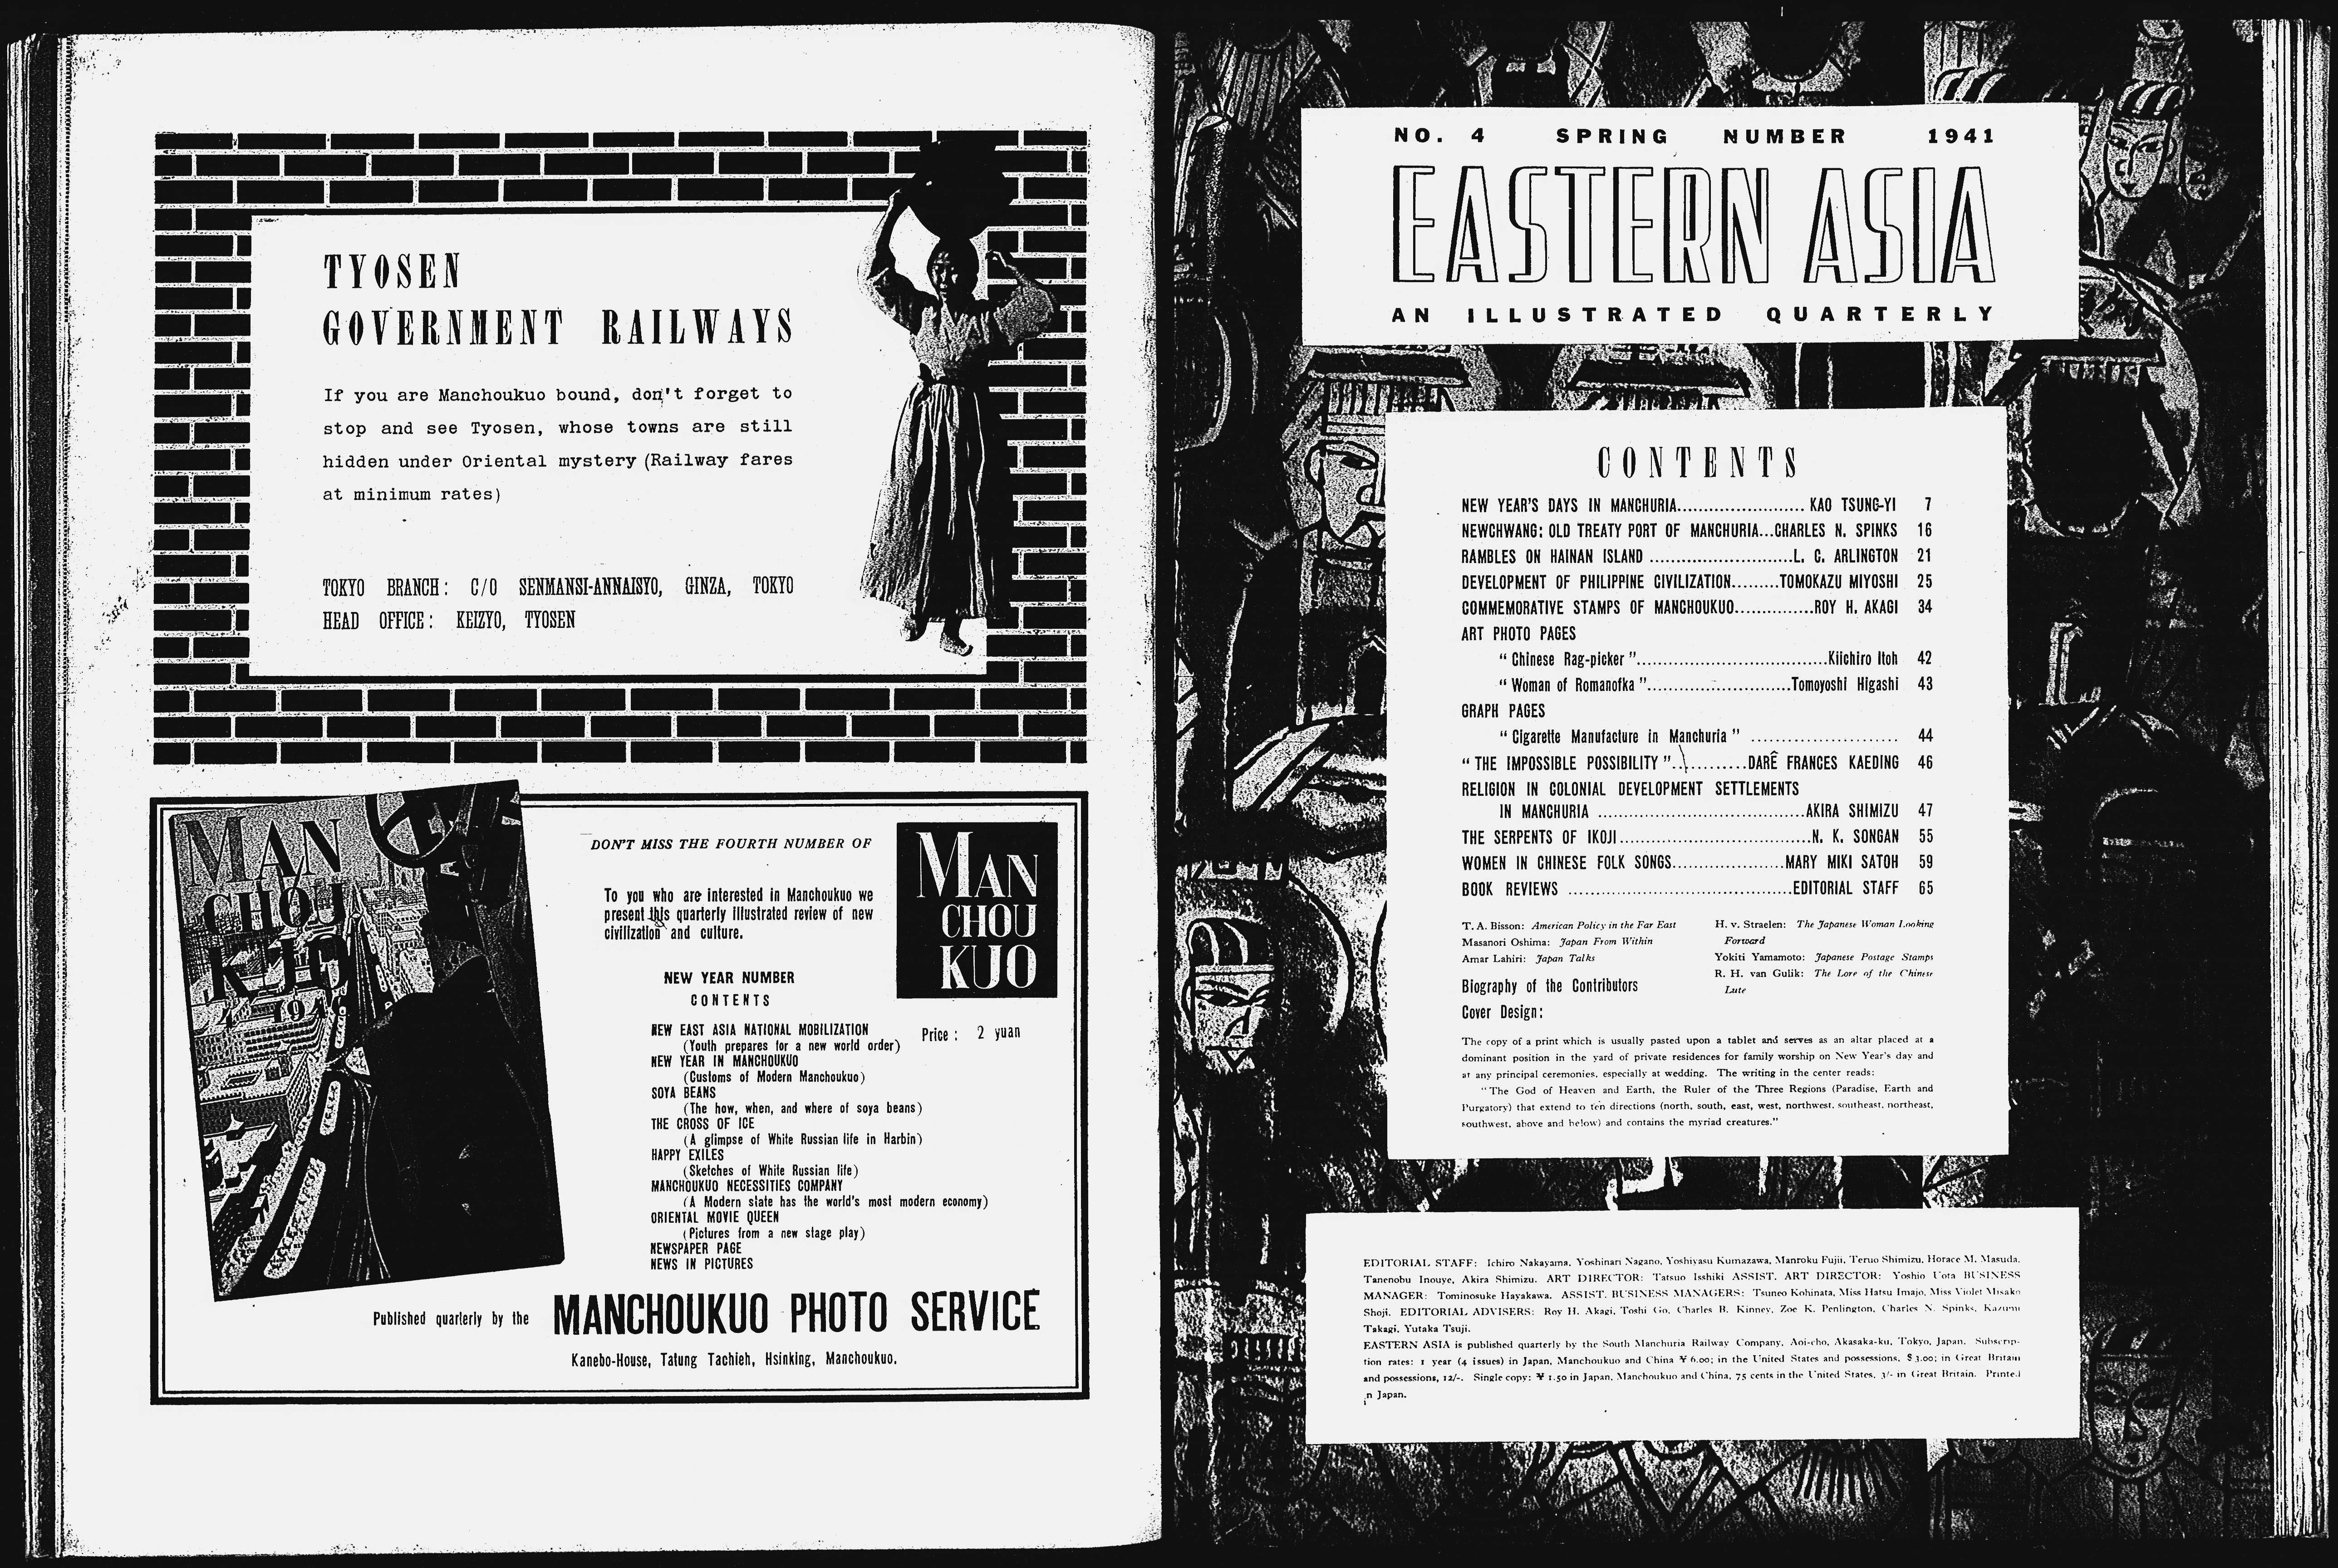 TYOSEN
GOVERNMENT RAILWAYS
If you are Manchoukuo bound, don't forget to
stop and see Tyosen, whose towns are still
hidden under Oriental mystery (Railway fares
at minimum rates)
TOKYO BRANCH: C/O SENMANSI-ANNAISYO, GINZA, TOKYO
HEAD OFFICE: KEIZYO, TYOSEN
MAN
CHOU
KUO
DON'T MISS THE FOURTH NUMBER OF
MAN
CHOU
KUO
To you who are interested in Manchoukuo we
present this quarterly illustrated review of new
civilization and culture.
NEW YEAR NUMBER
CONTENTS
Price: 2 yuan
NEW EAST ASIA NATIONAL MOBILIZATION
(Youth prepares for a new world order)
NEW YEAR IN MANCHOUKUO
(Customs of Modern Manchoukuo)
SOYA BEANS
(The how, when, and where of soya beans)
THE CROSS OF ICE
(A glimpse of White Russian life in Harbin)
HAPPY EXILES
(Sketches of White Russian life)
MANCHOUKUO NECESSITIES COMPANY
(A Modern state has the world's most modern economy)
ORIENTAL MOVIE QUEEN
(Pictures from a new stage play)
NEWSPAPER PAGE
NEWS IN PICTURES
Published quarterly by the MANCHOUKUO PHOTO SERVICE
Kanebo-House, Tatung Tachieh, Hsinking, Manchoukuo.
NO. 4 SPRING NUMBER 1941
EASTERN ASIA
AN ILLUSTRATED QUARTERLY
CONTENTS
NEW YEAR'S DAYS IN MANCHURIA........................ KAO TSUNG-YI 7
NEWCHWANG: OLD TREATY PORT OF MANCHURIA...CHARLES N. SPINKS 16
RAMBLES ON HAINAN ISLAND ...........................L. C. ARLINGTON 21
DEVELOPMENT OF PHILIPPINE CIVILIZATION.........TOMOKAZU MIYOSHI 25
COMMEMORATIVE STAMPS OF MANCHOUKUO...............ROY H. AKAGI 34
ART PHOTO PAGES
"Chinese Rag-picker"....................................Kiichiro Itoh 42
"Woman of Romanofka"...........................Tomoyoshi Higashi 43
GRAPH PAGES
"Cigarette Manufacture in Manchuria" ........................... 44
"THE IMPOSSIBLE POSSIBILITY"..............DARÊ FRANCES KAEDING 46
RELIGION IN COLONIAL DEVELOPMENT SETTLEMENTS
IN MANCHURIA .......................................AKIRA SHIMIZU 47
THE SERPENTS OF IKOJI....................................N. K. SONGAN 55
WOMEN IN CHINESE FOLK SONGS.....................MARY MIKI SATOH 59
BOOK REVIEWS ..........................................EDITORIAL STAFF 65
T. A. Bisson: American Policy in the Far East
Masanori Oshima: Japan From Within
Amar Lahiri: Japan Talks
H. v. Straelen: The Japanese Woman Looking
Forward
Yokiti Yamamoto: Japanese Postage Stamps
R. H. van Gulik: The Lore of the Chinese
Lute
Biography of the Contributors
Cover Design:
The copy of a print which is usually pasted upon a tablet and serves as an altar placed at a
dominant position in the yard of private residences for family worship on New Year's day and
at any principal ceremonies, especially at wedding. The writing in the center reads:
"The God of Heaven and Earth, the Ruler of the Three Regions (Paradise, Earth and
Purgatory) that extend to ten directions (north, south, east, west, northwest, southeast, northeast,
southwest, above and below) and contains the myriad creatures."
EDITORIAL STAFF: Ichiro Nakayama, Yoshinari Nagano, Yoshiyasu Kumazawa, Manroku Fujii, Teruo Shimizu, Horace M. Masuda,
Tanenobu Inouye, Akira Shimizu. ART DIRECTOR: Tatsuo Isshiki ASSIST. ART DIRECTOR: Yoshio Uota BUSINESS
MANAGER: Tominosuke Hayakawa. ASSIST. BUSINESS MANAGERS: Tsuneo Kohinata, Miss Hatsu Imajo, Miss Violet Misako
Shoji. EDITORIAL ADVISERS: Roy H. Akagi, Toshi Go, Charles B. Kinney, Zoe K. Penlington, Charles N. Spinks, Kazumi
Takagi, Yutaka Tsuji.
EASTERN ASIA is published quarterly by the South Manchuria Railway Company, Aoi-cho, Akasaka-ku, Tokyo, Japan. Subscrip-
tion rates: 1 year (4 issues) in Japan, Manchoukuo and China ¥ 6.00; in the United States and possessions, $ 3.00; in Great Britain
and possessions, 12/-. Single copy: ¥ 1.50 in Japan, Manchoukuo and China, 75 cents in the United States, 3/- in Great Britain. Printed
in Japan.